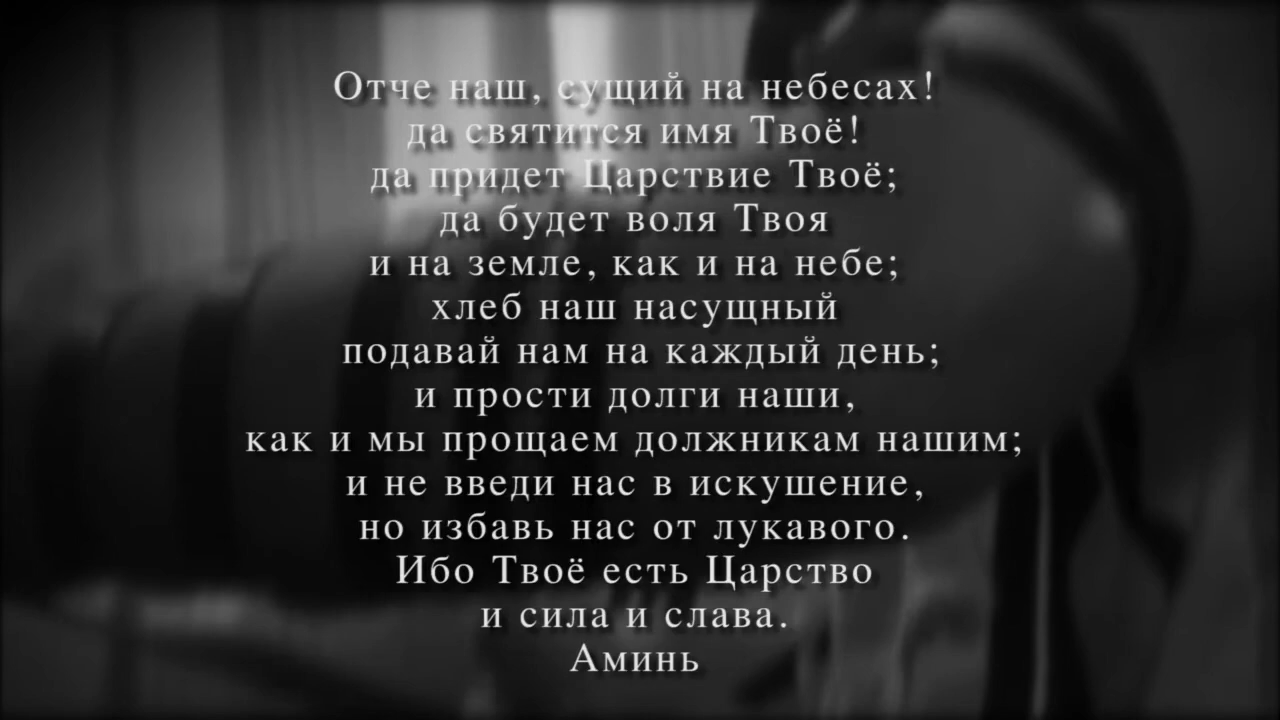 Отче наш, сущий на небесах!
да святится имя Твоё!
да придет Царствие Твоё;
да будет воля Твоя
и на земле, как и на небе;
хлеб наш насущный
подавай нам на каждый день;
и прости долги наши,
как и мы прощаем должникам нашим;
и не введи нас в искушение,
но избавь нас от лукавого.
Ибо Твоё есть Царство
и сила и слава.
Аминь